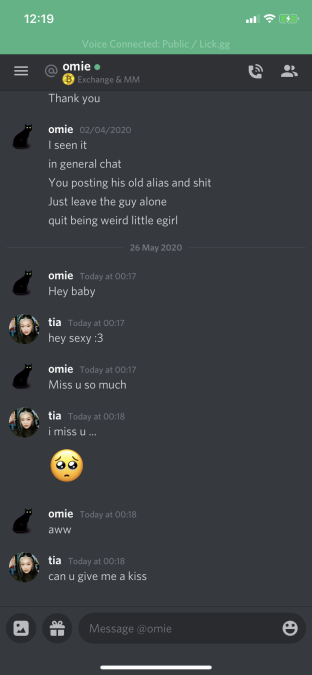 12:19
Voice Connected: Public / Lick.gg
@ omie
Exchange & MM
Thank you
omie 02/04/2020
I seen it
in general chat
You posting his old alias and shit
Just leave the guy alone
quit being weird little egirl
26 May 2020
omie Today at 00:17
Hey baby
tia Today at 00:17
hey sexy :3
omie Today at 00:17
Miss u so much
tia Today at 00:18
i miss u ...
omie Today at 00:18
aww
tia Today at 00:18
can u give me a kiss
Message @omie